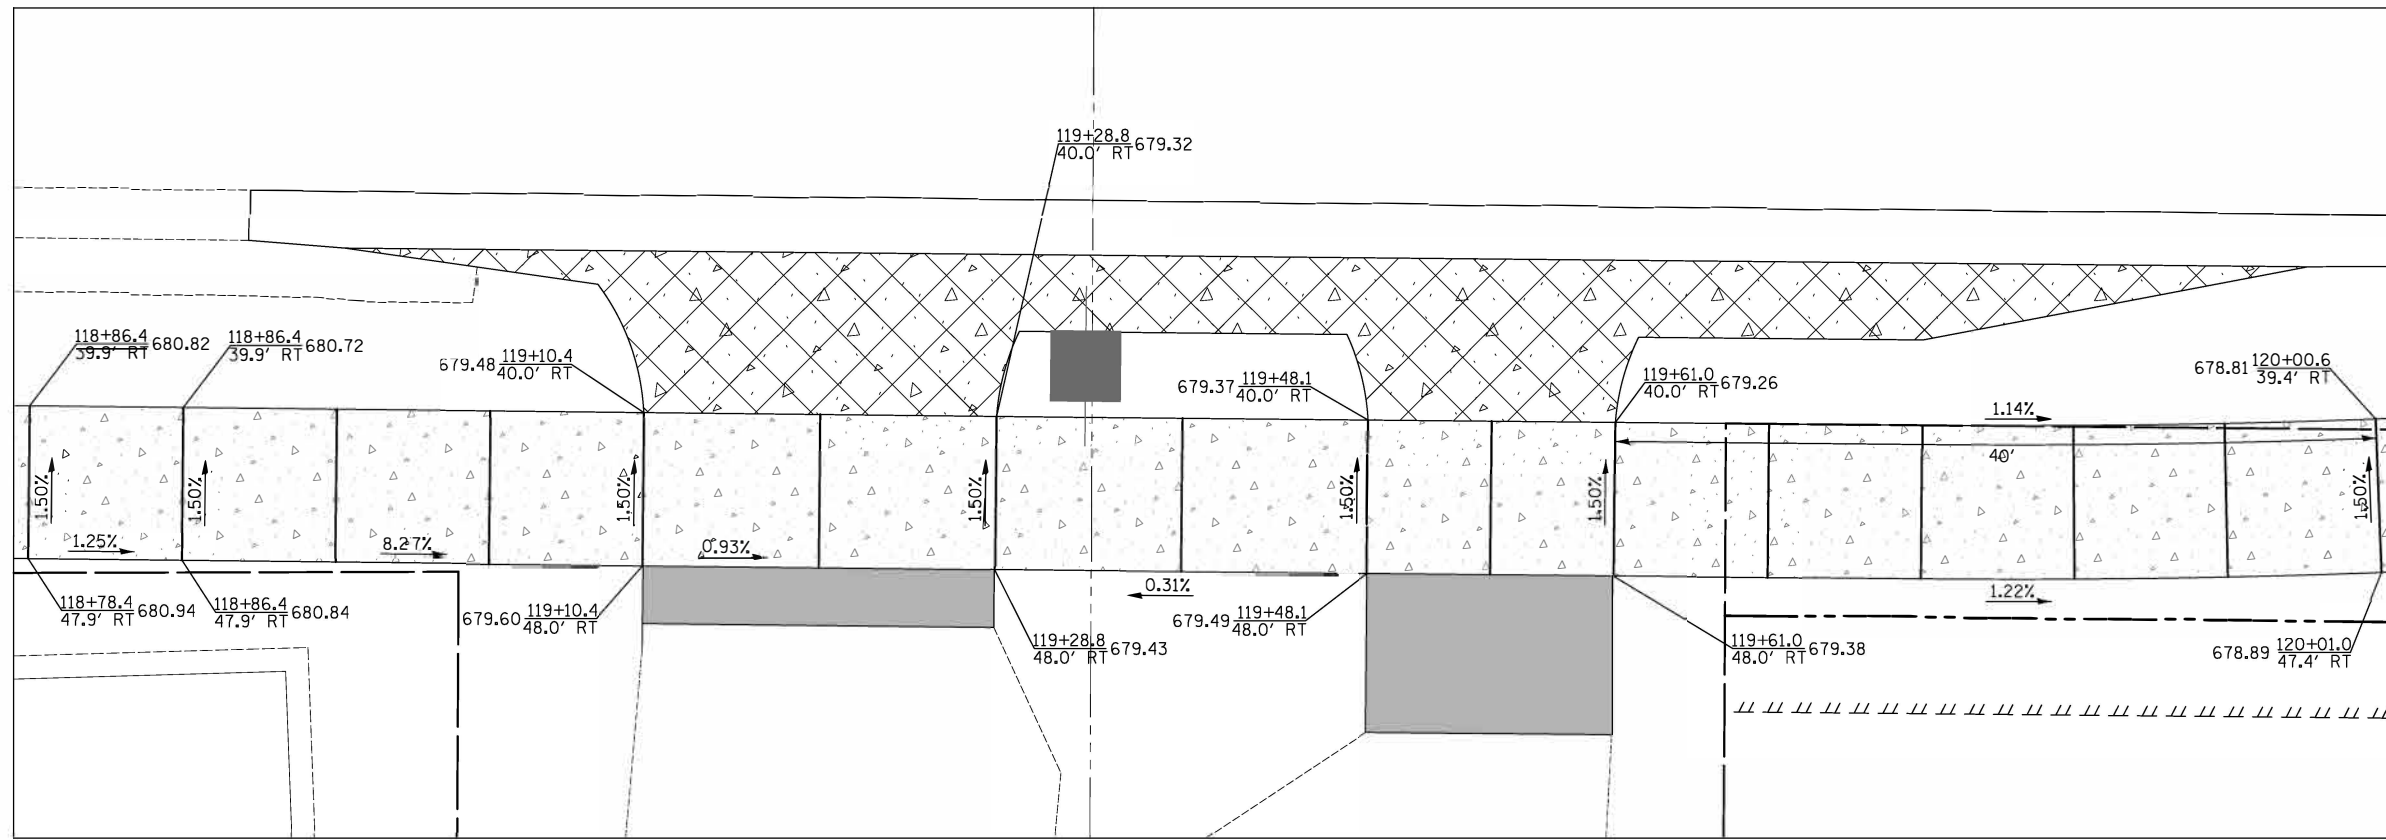 119+28.8
40.0' RT 679.32
118+86.4
39.9' RT 680.82
118+86.4
39.9' RT 680.72
679.48 119+10.4
40.0' RT
679.37 119+48.1
40.0' RT
119+61.0
40.0' RT 679.26
678.81 120+00.6
39.4' RT
1.14%
40'
1.50%
1.50%
1.50%
1.50%
1.50%
1.50%
1.50%
1.25%
8.27%
0.93%
0.31%
1.22%
118+78.4
47.9' RT 680.94
118+86.4
47.9' RT 680.84
679.60 119+10.4
48.0' RT
119+28.8
48.0' RT 679.43
679.49 119+48.1
48.0' RT
119+61.0
48.0' RT 679.38
678.89 120+01.0
47.4' RT